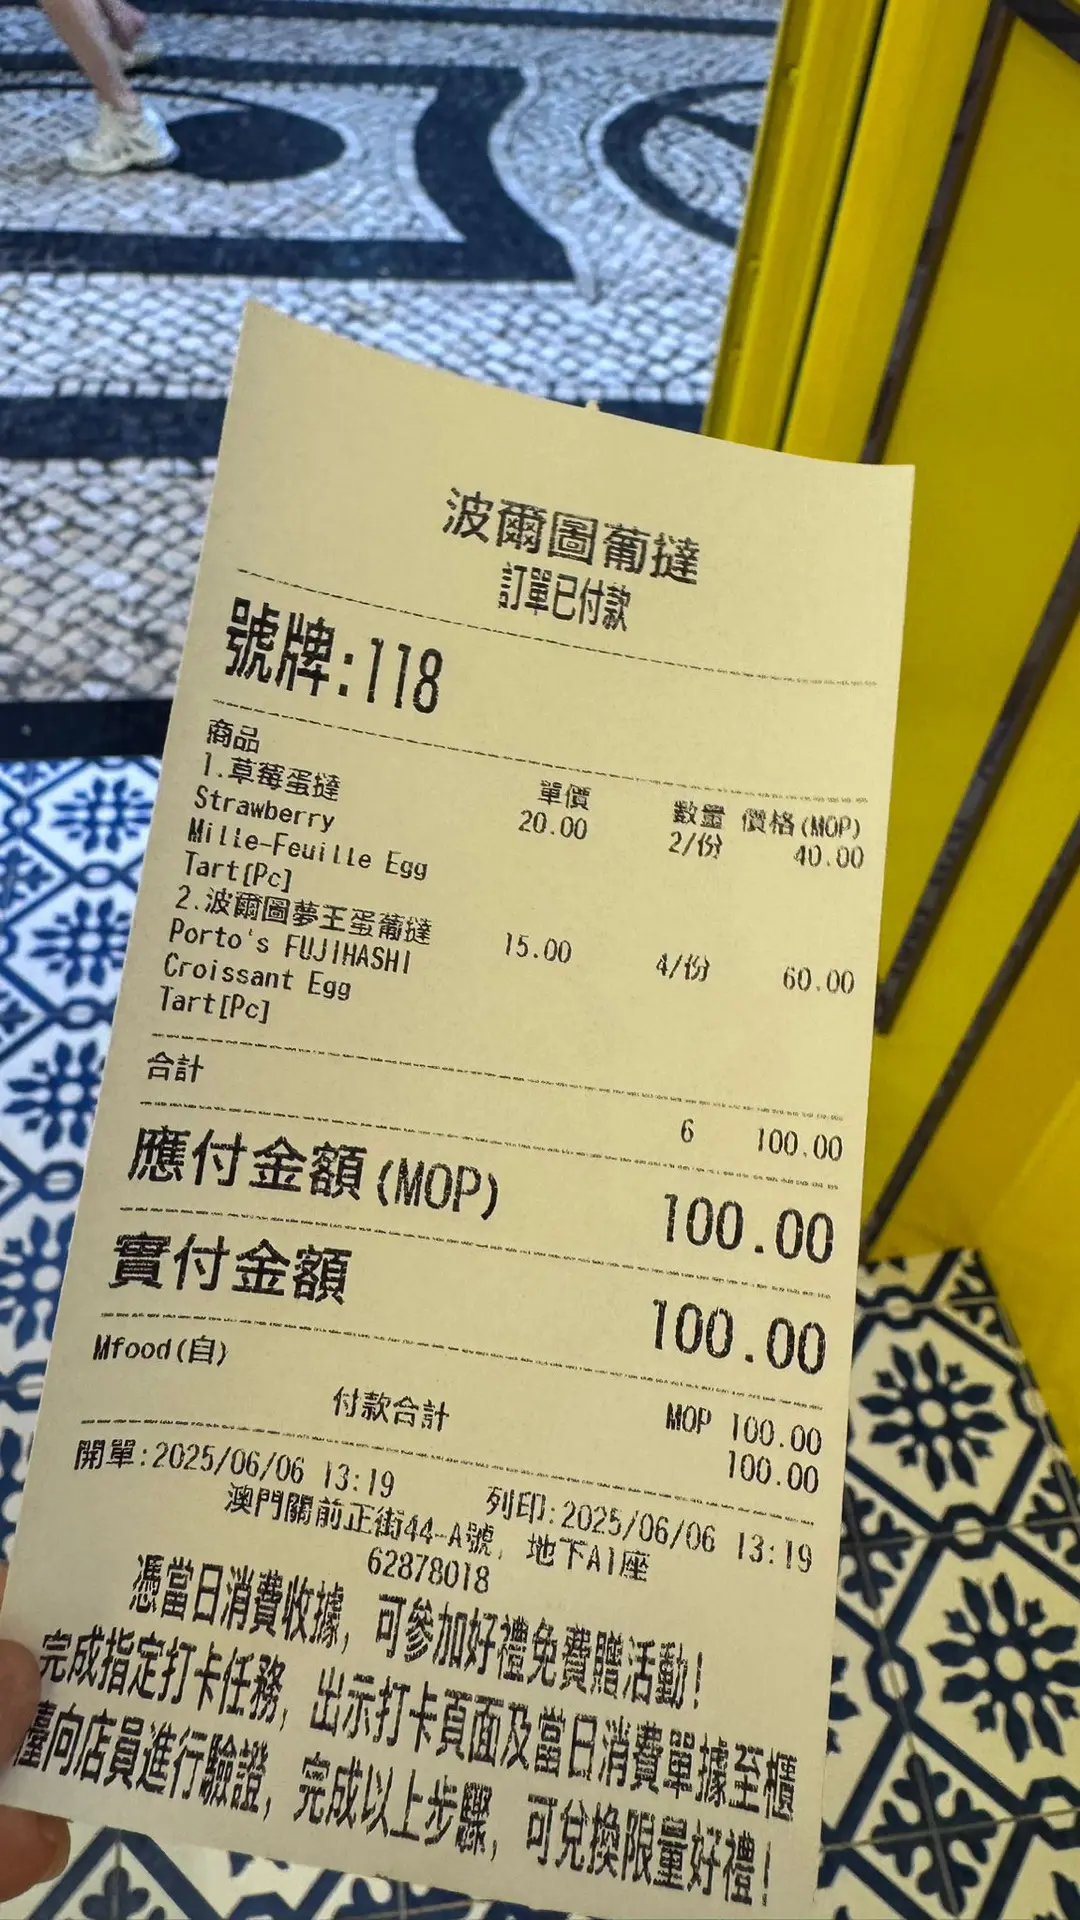 波爾圖葡撻
訂單已付款
號牌:118
商品 單價 數量 價格(MOP)
1.草莓蛋撻 20.00 2/份 40.00
Strawberry
Mille-Feuille Egg
Tart[Pc]
2.波爾圖夢王蛋葡撻 15.00 4/份 60.00
Porto's FUJIHASHI
Croissant Egg
Tart[Pc]
合計 6 100.00
應付金額(MOP) 100.00
實付金額 100.00
Mfood(自) MOP 100.00
付款合計 100.00
開單:2025/06/06 13:19 列印:2025/06/06 13:19
澳門關前正街44-A號, 地下A1座
62878018
憑當日消費收據, 可參加好禮免費贈活動!
完成指定打卡任務, 出示打卡頁面及當日消費單據至櫃
檯向店員進行驗證, 完成以上步驟, 可兌換限量好禮!